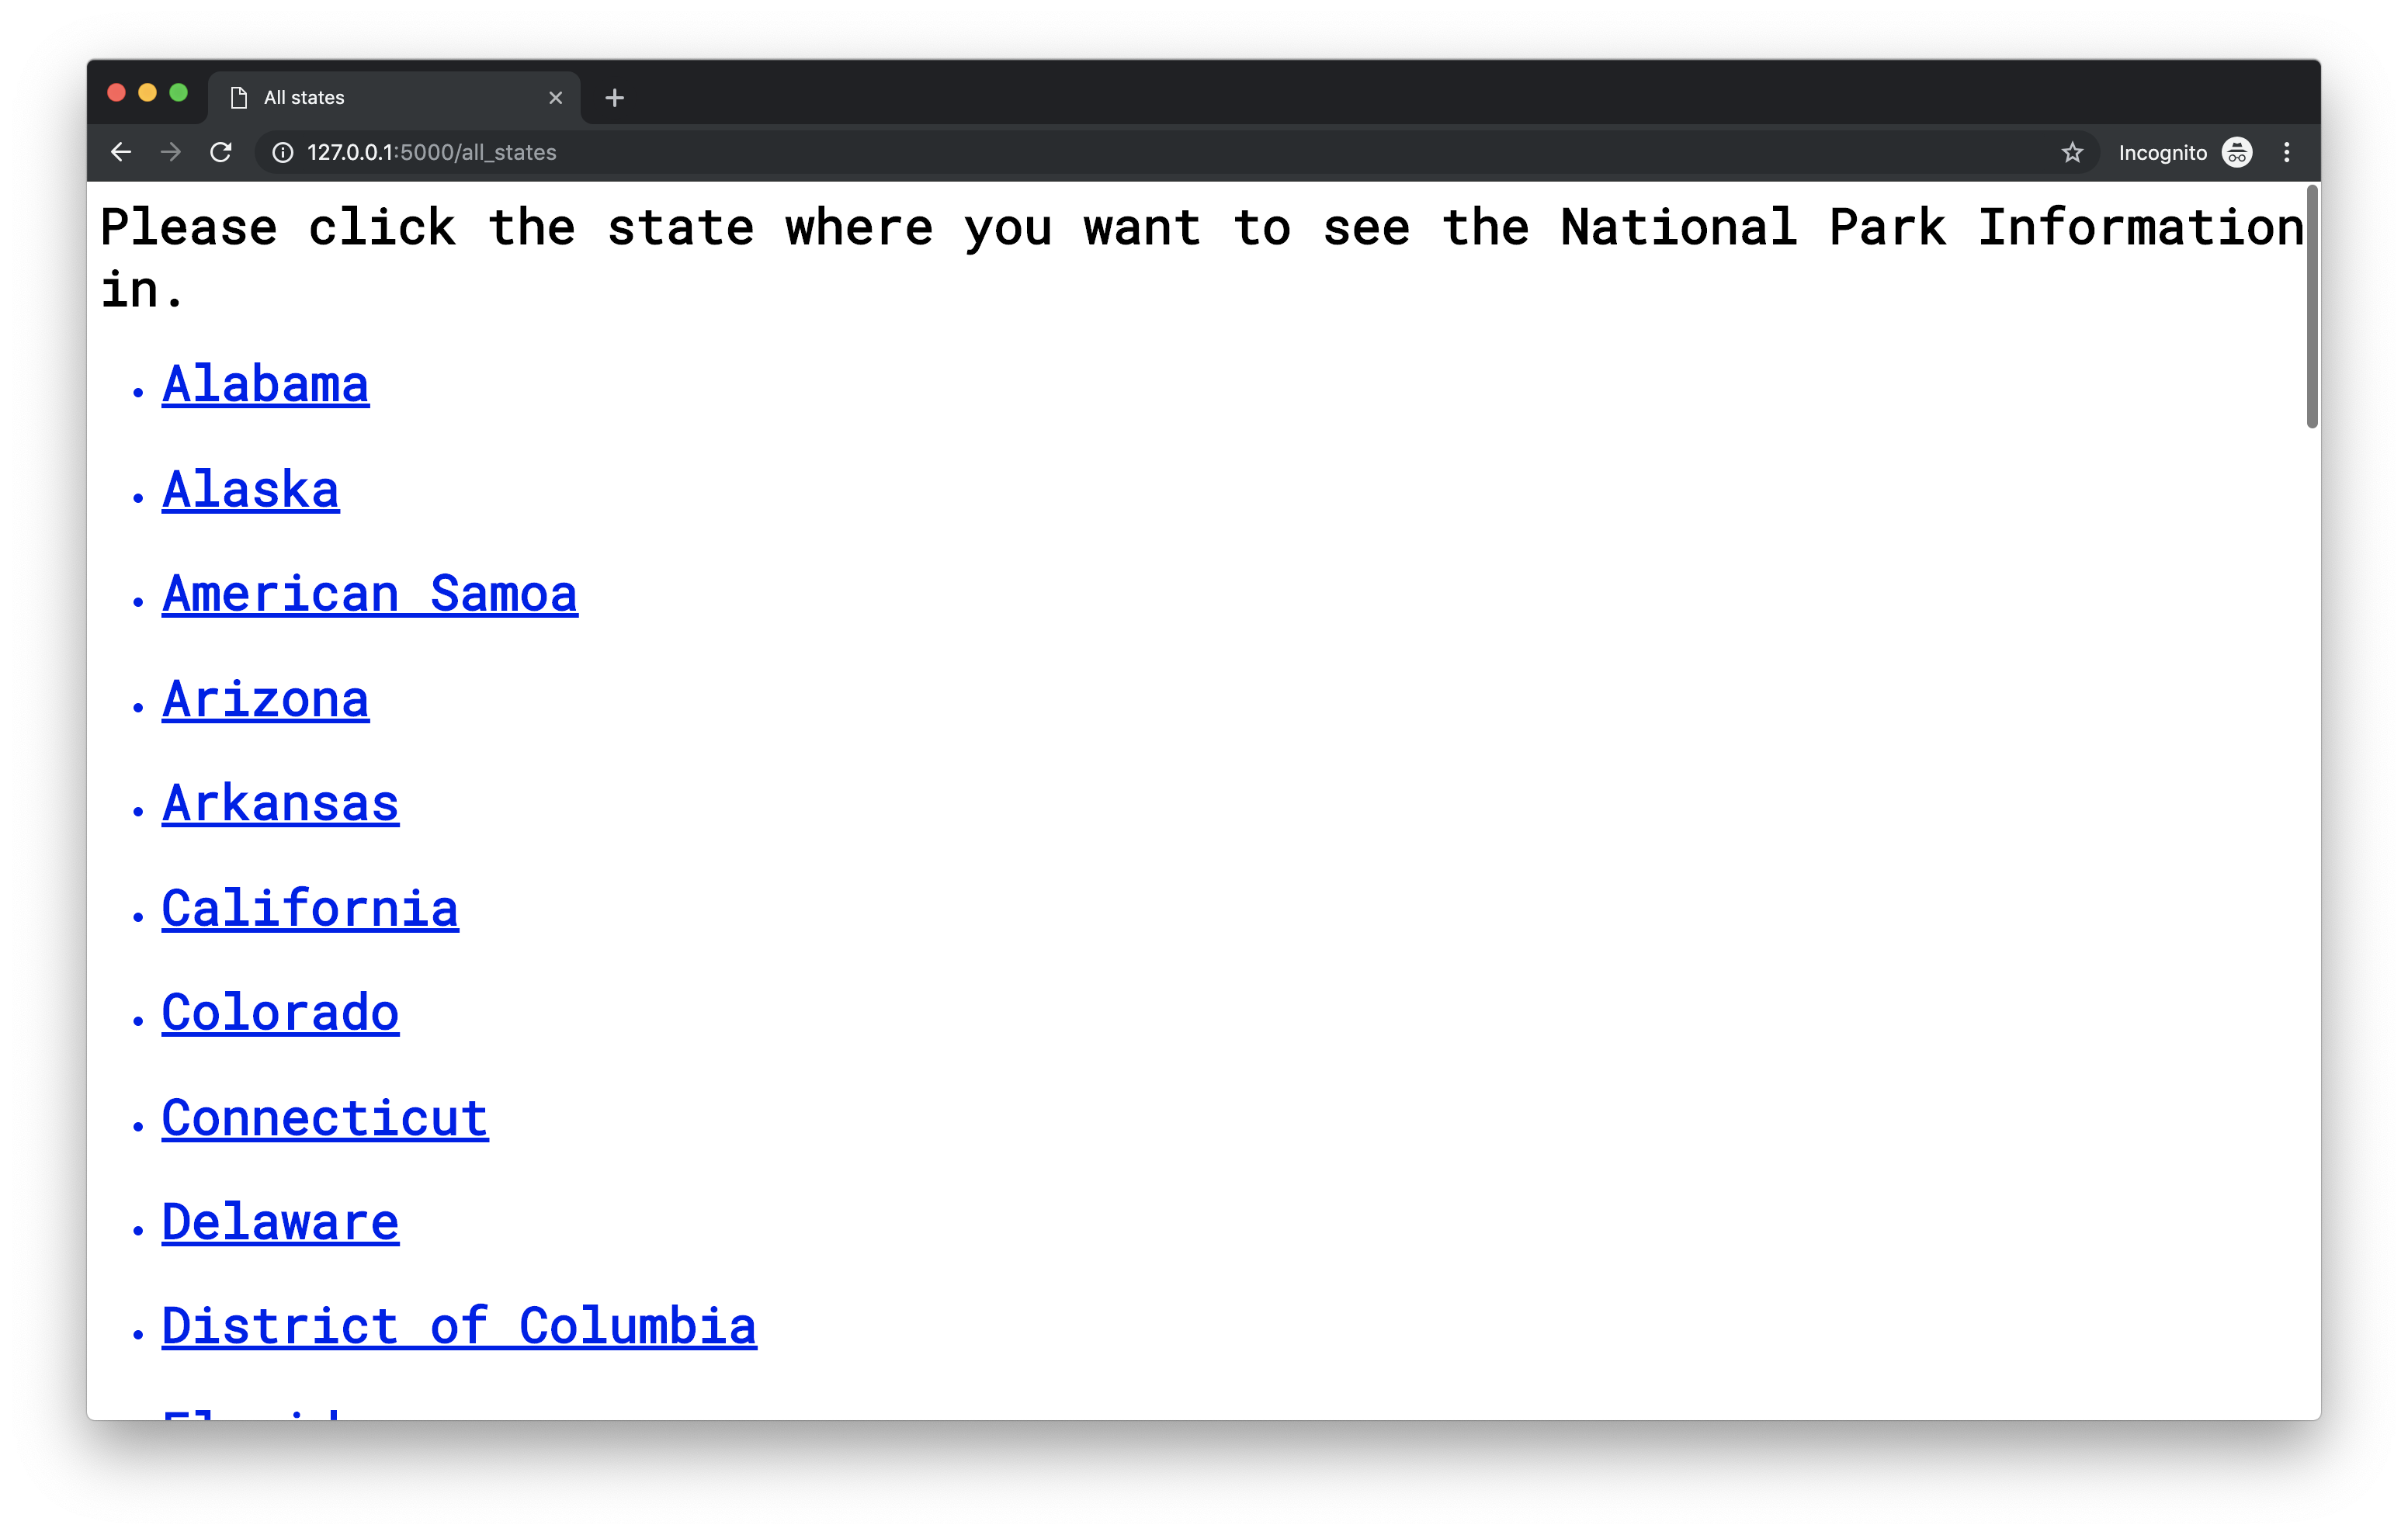 All states
127.0.0.1:5000/all_states
Incognito
Please click the state where you want to see the National Park Information
in.
Alabama
Alaska
American Samoa
Arizona
Arkansas
California
Colorado
Connecticut
Delaware
District of Columbia